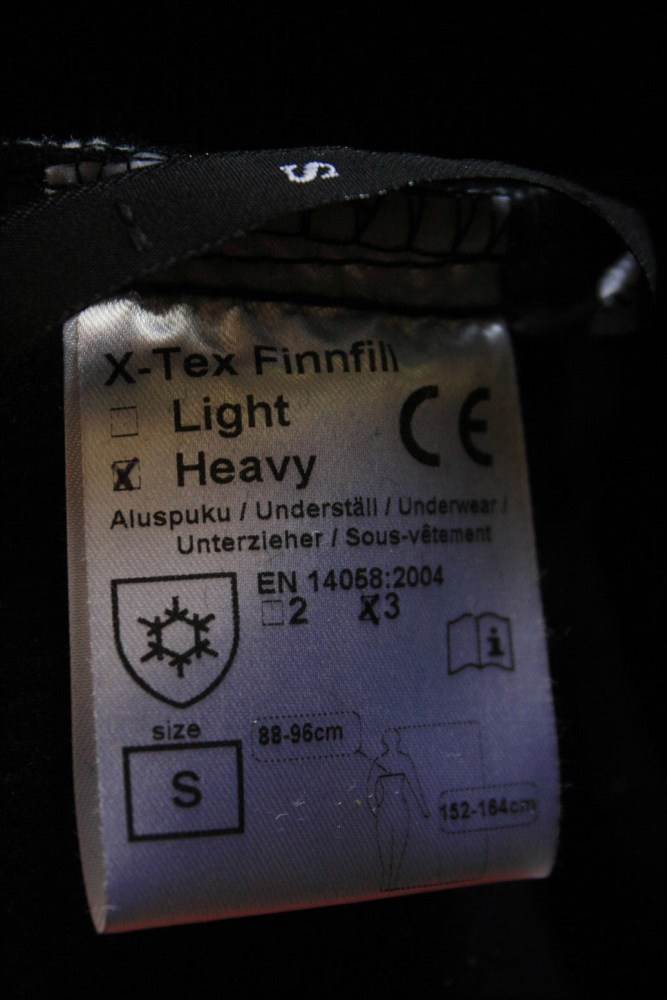 S
X-Tex Finnfill
Light
Heavy
CE
Aluspuku / Underställ / Underwear /
Unterzieher / Sous-vêtement
EN 14058:2004
2 3
i
size
S
88-96cm
152-164cm